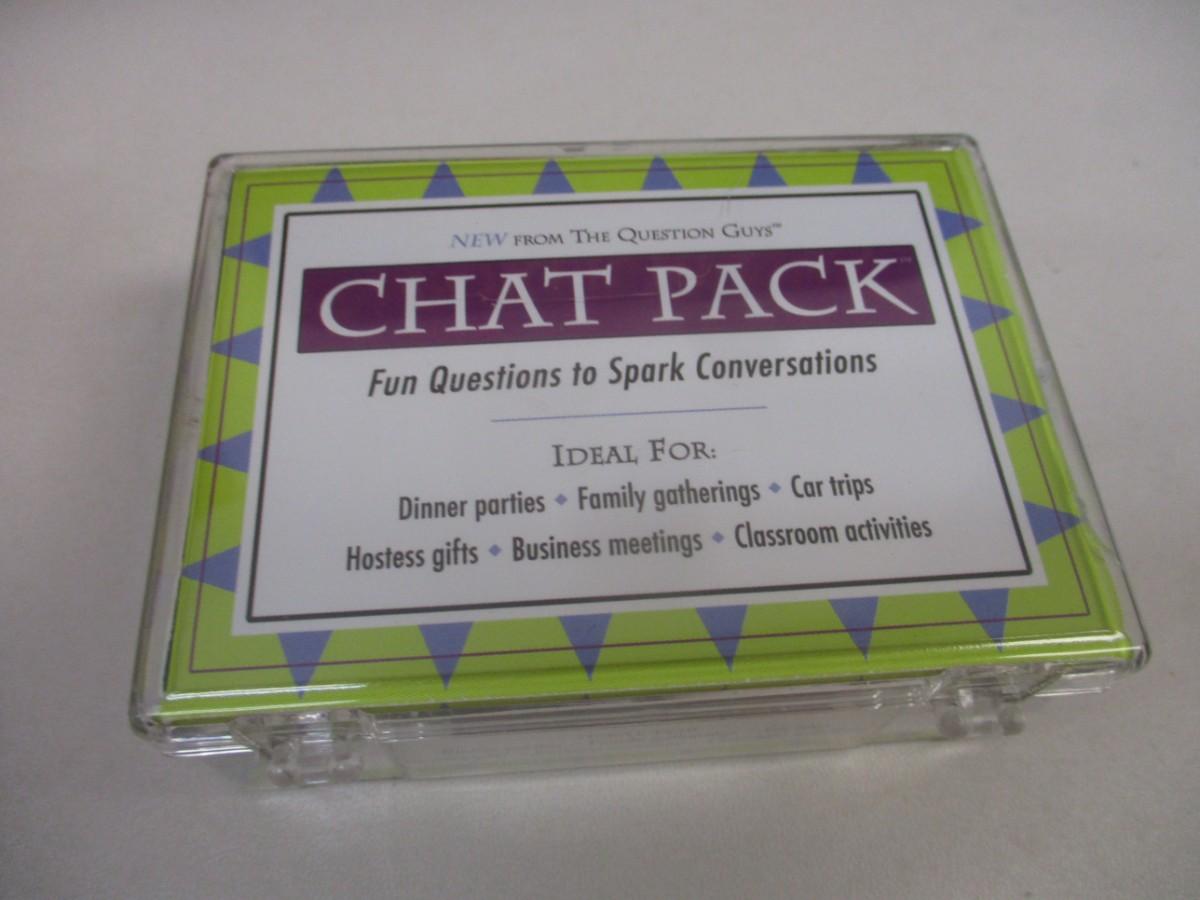 NEW FROM THE QUESTION GUYS™
CHAT PACK™
Fun Questions to Spark Conversations
IDEAL FOR:
Dinner parties ◆ Family gatherings ◆ Car trips
Hostess gifts ◆ Business meetings ◆ Classroom activities